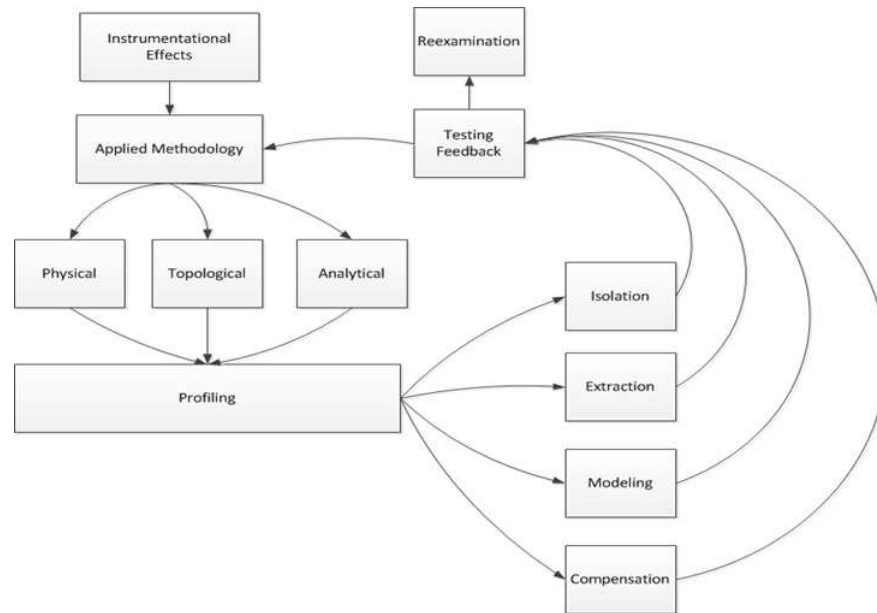 Instrumentational
Effects
Reexamination
Applied Methodology
Testing
Feedback
Physical
Topological
Analytical
Isolation
Profiling
Extraction
Modeling
Compensation